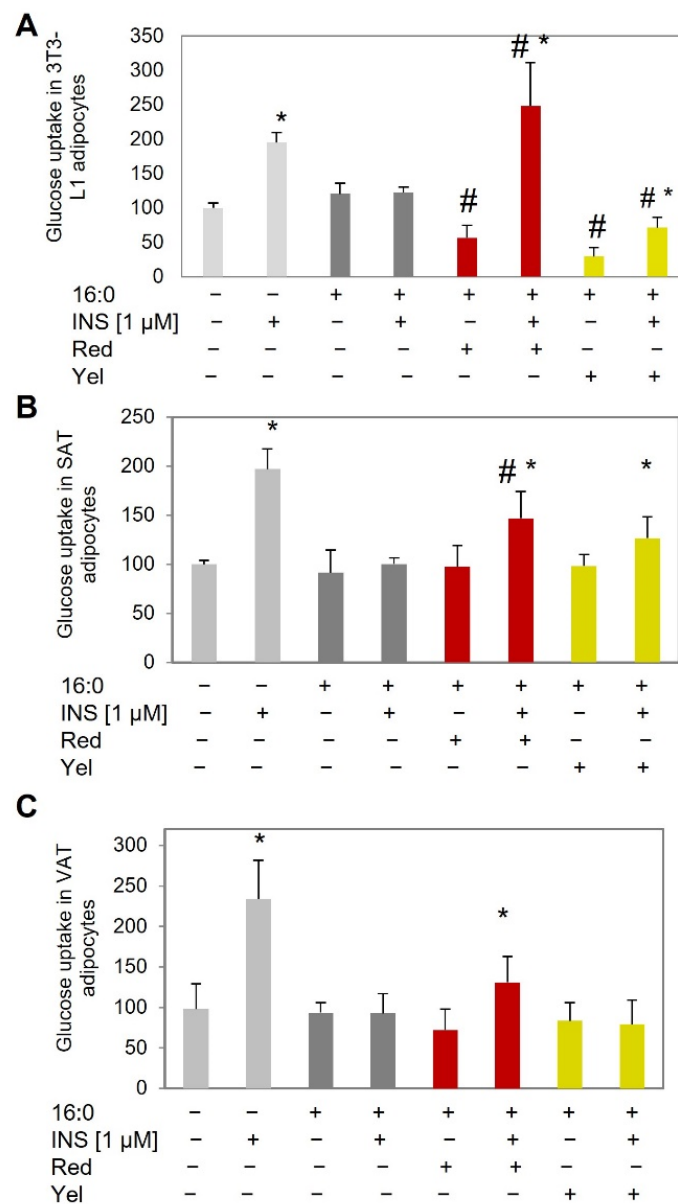 A
Glucose uptake in 3T3-
L1 adipocytes
350
300
250
200
150
100
50
0
*
#
# *
#
# *
16:0 – – + + + + + +
INS [1 µM] – + – + – + – +
Red – – – – + + – –
Yel – – – – – – + +
B
Glucose uptake in SAT
adipocytes
250
200
150
100
50
0
*
# *
*
16:0 – – + + + + + +
INS [1 µM] – + – + – + – +
Red – – – – + + – –
Yel – – – – – – + +
C
Glucose uptake in VAT
adipocytes
300
250
200
150
100
50
0
*
*
16:0 – – + + + + + +
INS [1 µM] – + – + – + – +
Red – – – – + + – –
Yel – – – – – – + +